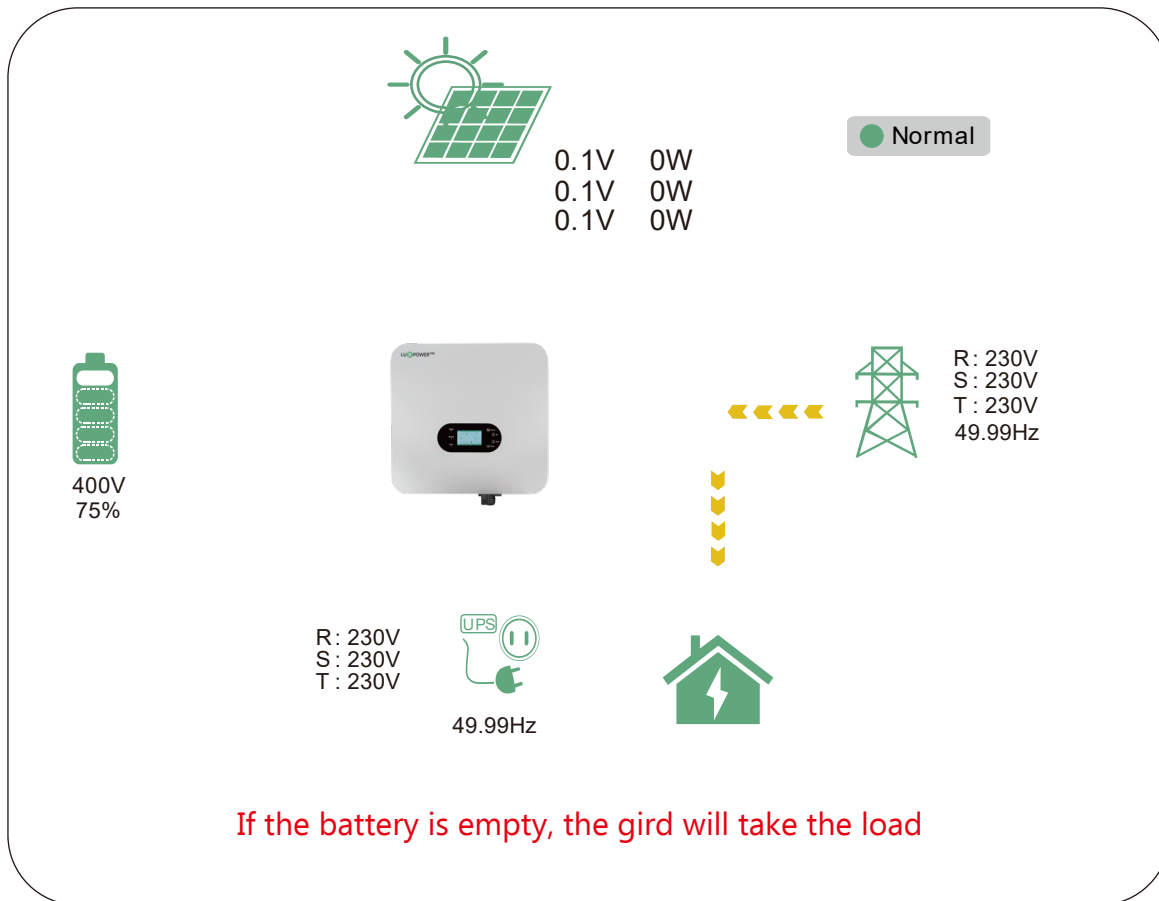 0.1V 0W
0.1V 0W
0.1V 0W
Normal
LUXPOWER
R: 230V
S: 230V
T: 230V
49.99Hz
400V
75%
R: 230V
S: 230V
T: 230V
UPS
49.99Hz
If the battery is empty, the gird will take the load